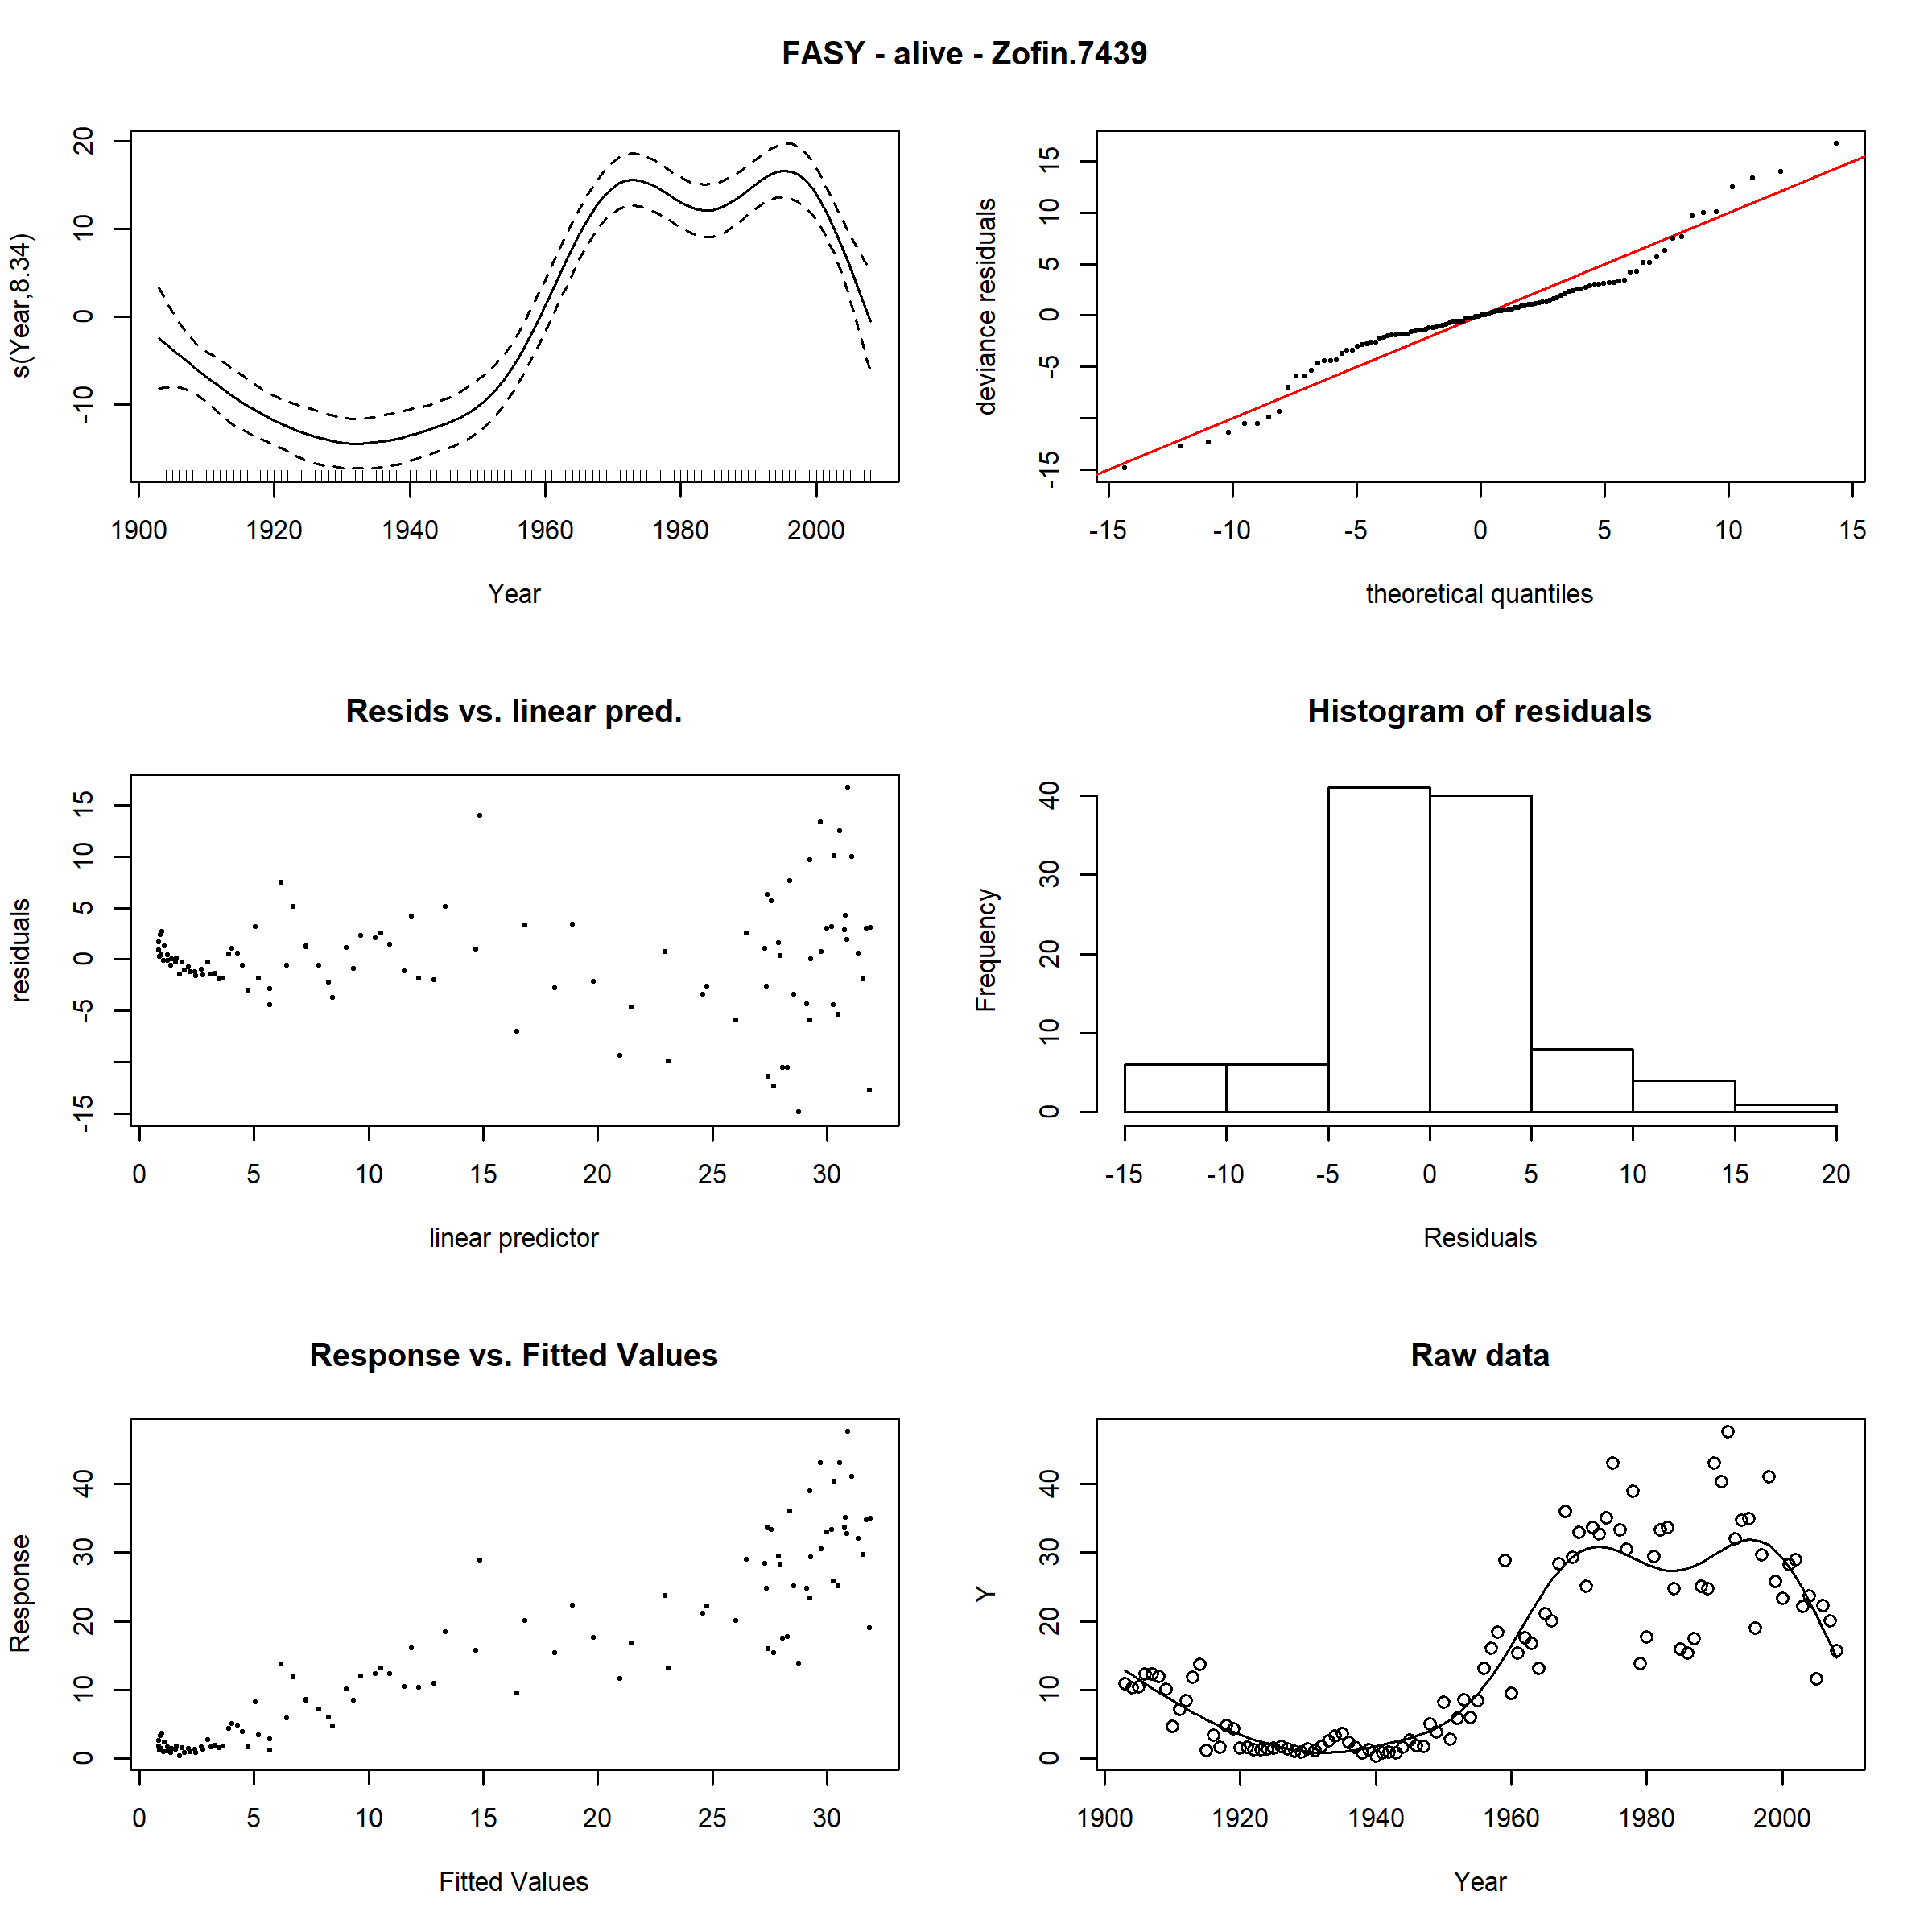 FASY - alive - Zofin.7439
s(Year,8.34)
-10 0 10 20
1900 1920 1940 1960 1980 2000
Year
deviance residuals
-15 -5 0 5 10 15
-15 -10 -5 0 5 10 15
theoretical quantiles
Resids vs. linear pred.
residuals
-15 -5 0 5 10 15
0 5 10 15 20 25 30
linear predictor
Histogram of residuals
Frequency
0 10 20 30 40
-15 -10 -5 0 5 10 15 20
Residuals
Response vs. Fitted Values
Response
0 10 20 30 40
0 5 10 15 20 25 30
Fitted Values
Raw data
Y
0 10 20 30 40
1900 1920 1940 1960 1980 2000
Year